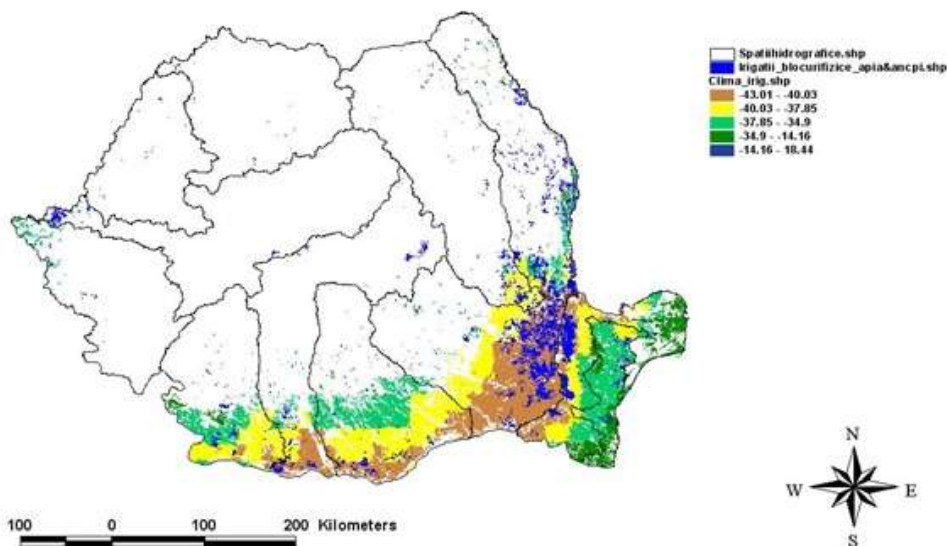 Spatiihidrografice.shp
Irigatii_blocurifizice_apia&ancpi.shp
Clima_irig.shp
-43.01 - -40.03
-40.03 - -37.85
-37.85 - -34.9
-34.9 - -14.16
-14.16 - 18.44
N
W E
S
100 0 100 200 Kilometers